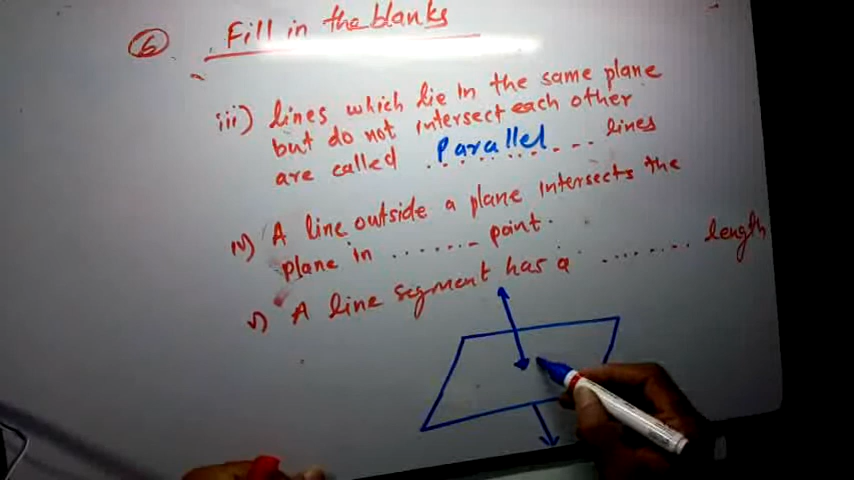 6 Fill in the blanks
iii) lines which lie in the same plane
but do not intersect each other
are called .Parallel... lines
iv) A line outside a plane intersects the
plane in ....... point.
v) A line segment has a ....... length